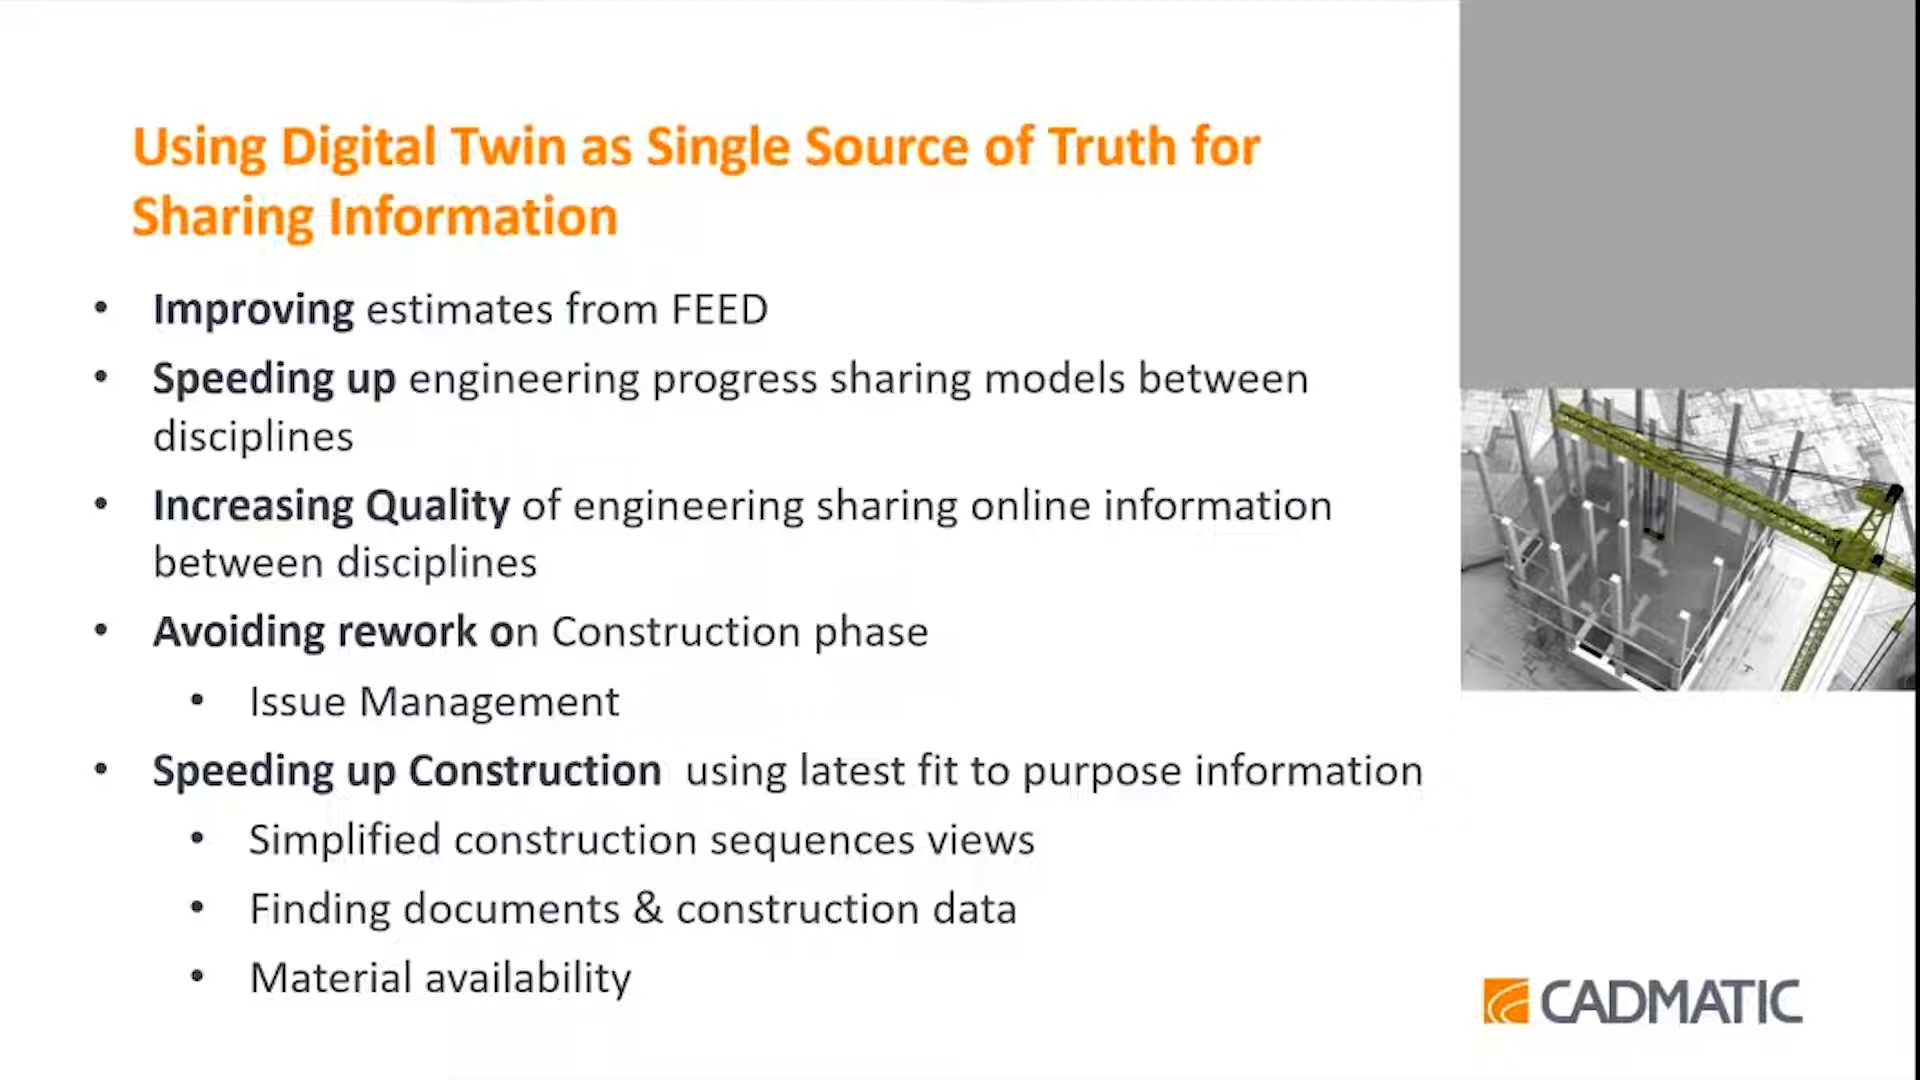 Using Digital Twin as Single Source of Truth for
Sharing Information
• Improving estimates from FEED
• Speeding up engineering progress sharing models between
disciplines
• Increasing Quality of engineering sharing online information
between disciplines
• Avoiding rework on Construction phase
• Issue Management
• Speeding up Construction  using latest fit to purpose information
• Simplified construction sequences views
• Finding documents & construction data
• Material availability
CADMATIC